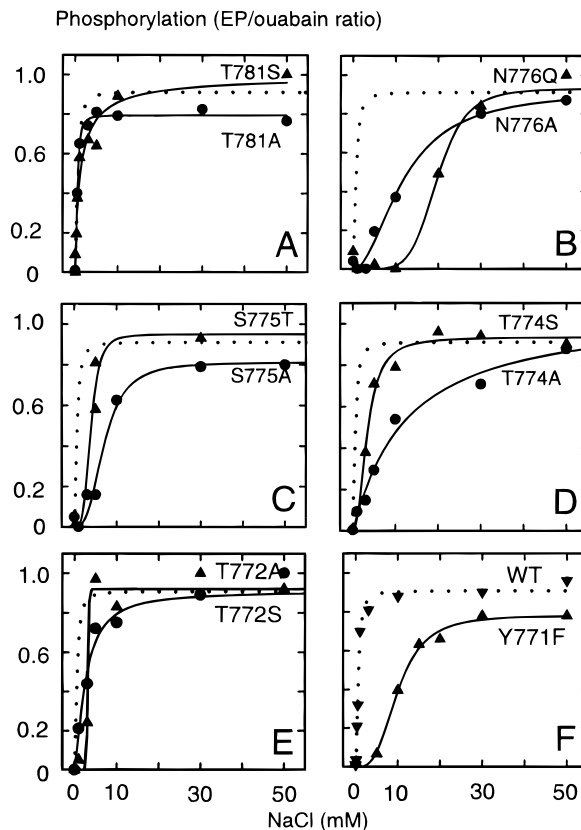 Phosphorylation (EP/ouabain ratio)
1.0
0.6
0.2
0
T781S
T781A
A
N776Q
N776A
B
1.0
0.6
0.2
0
S775T
S775A
C
T774S
T774A
D
1.0
0.6
0.2
0
T772A
T772S
E
WT
Y771F
F
0 10 30 50 0 10 30 50
NaCl (mM)